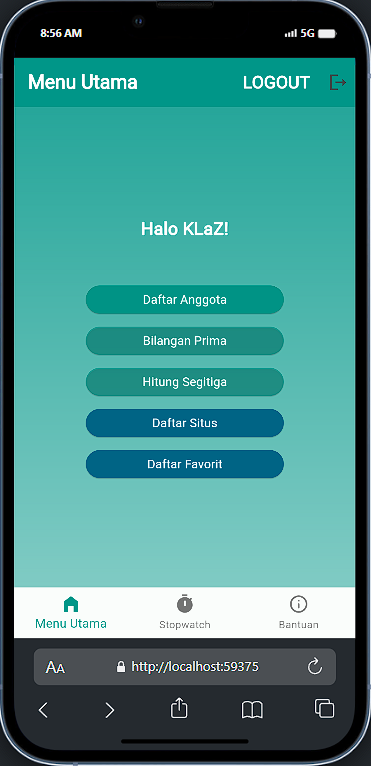 8:56 AM
5G
Menu Utama
LOGOUT
Halo KLaZ!
Daftar Anggota
Bilangan Prima
Hitung Segitiga
Daftar Situs
Daftar Favorit
Menu Utama
Stopwatch
Bantuan
AA
http://localhost:59375